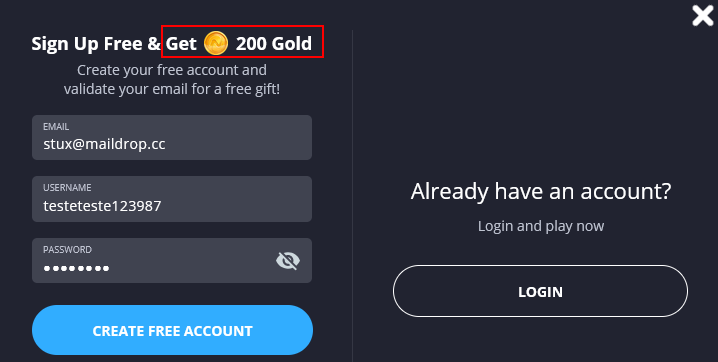 Sign Up Free & Get 200 Gold
Create your free account and
validate your email for a free gift!
EMAIL
stux@maildrop.cc
USERNAME
testeteste123987
PASSWORD
••••••••
CREATE FREE ACCOUNT
Already have an account?
Login and play now
LOGIN